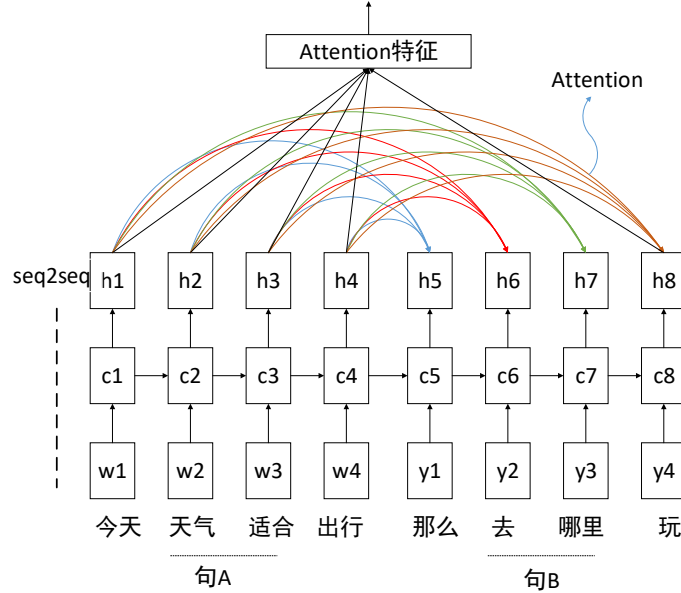 Attention特征
Attention
seq2seq
h1 h2 h3 h4 h5 h6 h7 h8
c1 c2 c3 c4 c5 c6 c7 c8
w1 w2 w3 w4 y1 y2 y3 y4
今天 天气 适合 出行 那么 去 哪里 玩
句A 句B